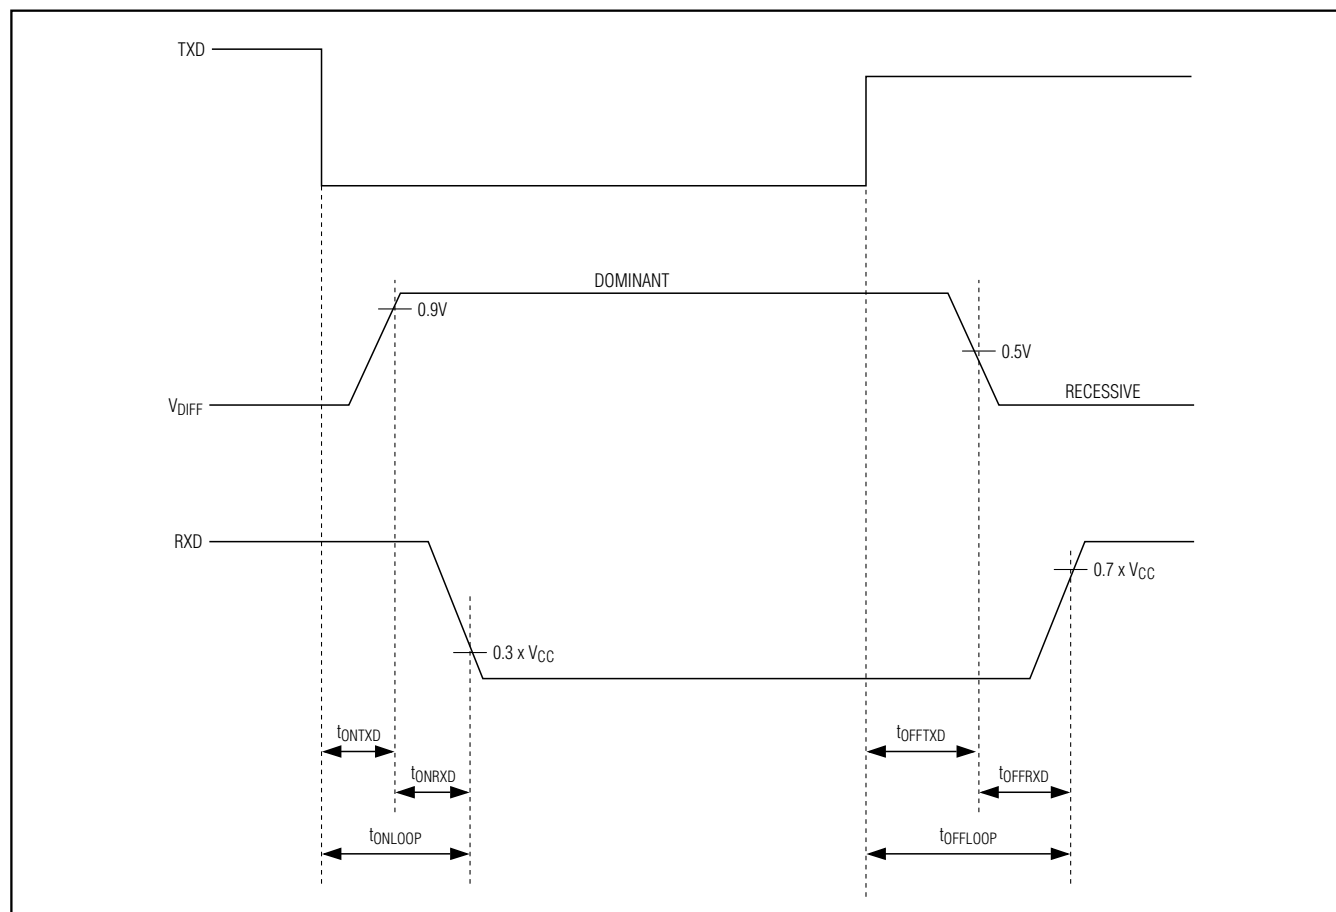 TXD
DOMINANT
0.9V
0.5V
VDIFF
RECESSIVE
RXD
0.7 x VCC
0.3 x VCC
tONTXD
tOFFTXD
tONRXD
tOFFRXD
tONLOOP
tOFFLOOP